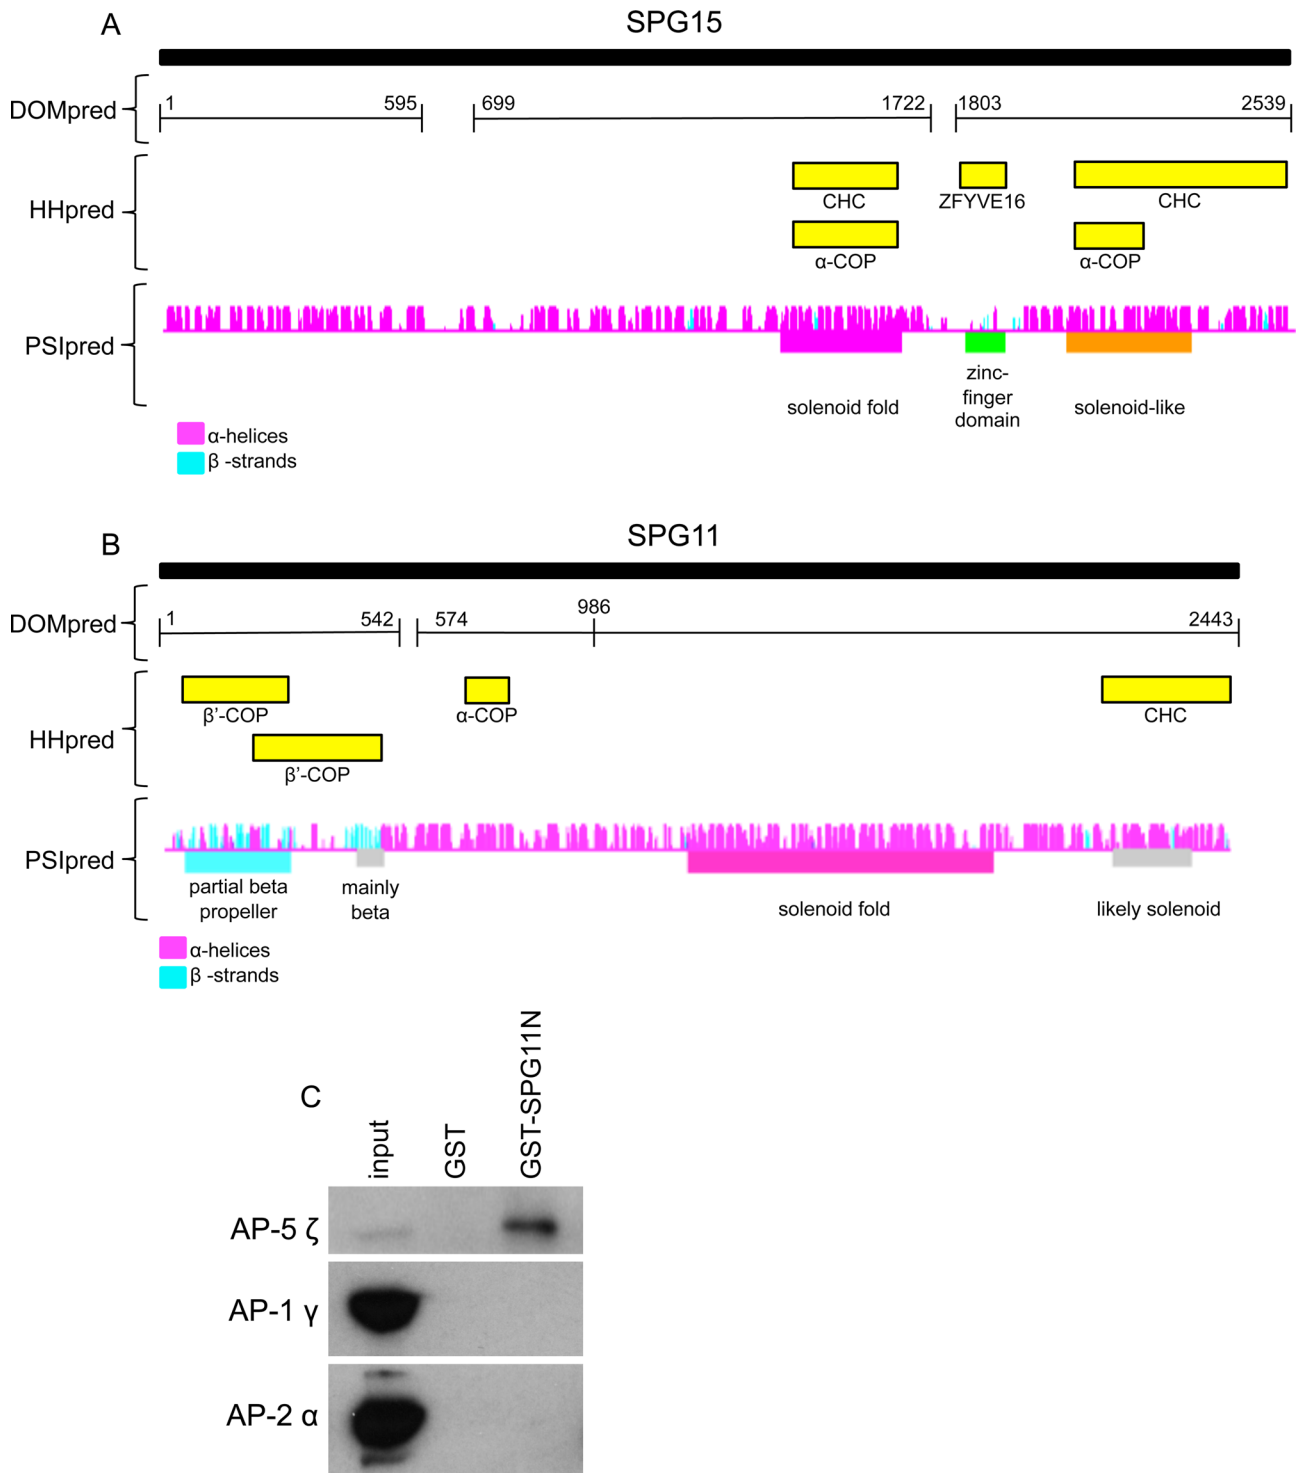 A
SPG15
DOMpred
1 595 699 1722 1803 2539
HHpred
CHC ZFYVE16 CHC
α-COP α-COP
PSIpred
solenoid fold
zinc-
finger
domain
solenoid-like
α-helices
β -strands
B
SPG11
DOMpred
1 542 574 986 2443
HHpred
β’-COP α-COP CHC
β’-COP
PSIpred
partial beta
propeller
mainly
beta
solenoid fold
likely solenoid
α-helices
β -strands
C
input
GST
GST-SPG11N
AP-5 ζ
AP-1 γ
AP-2 α